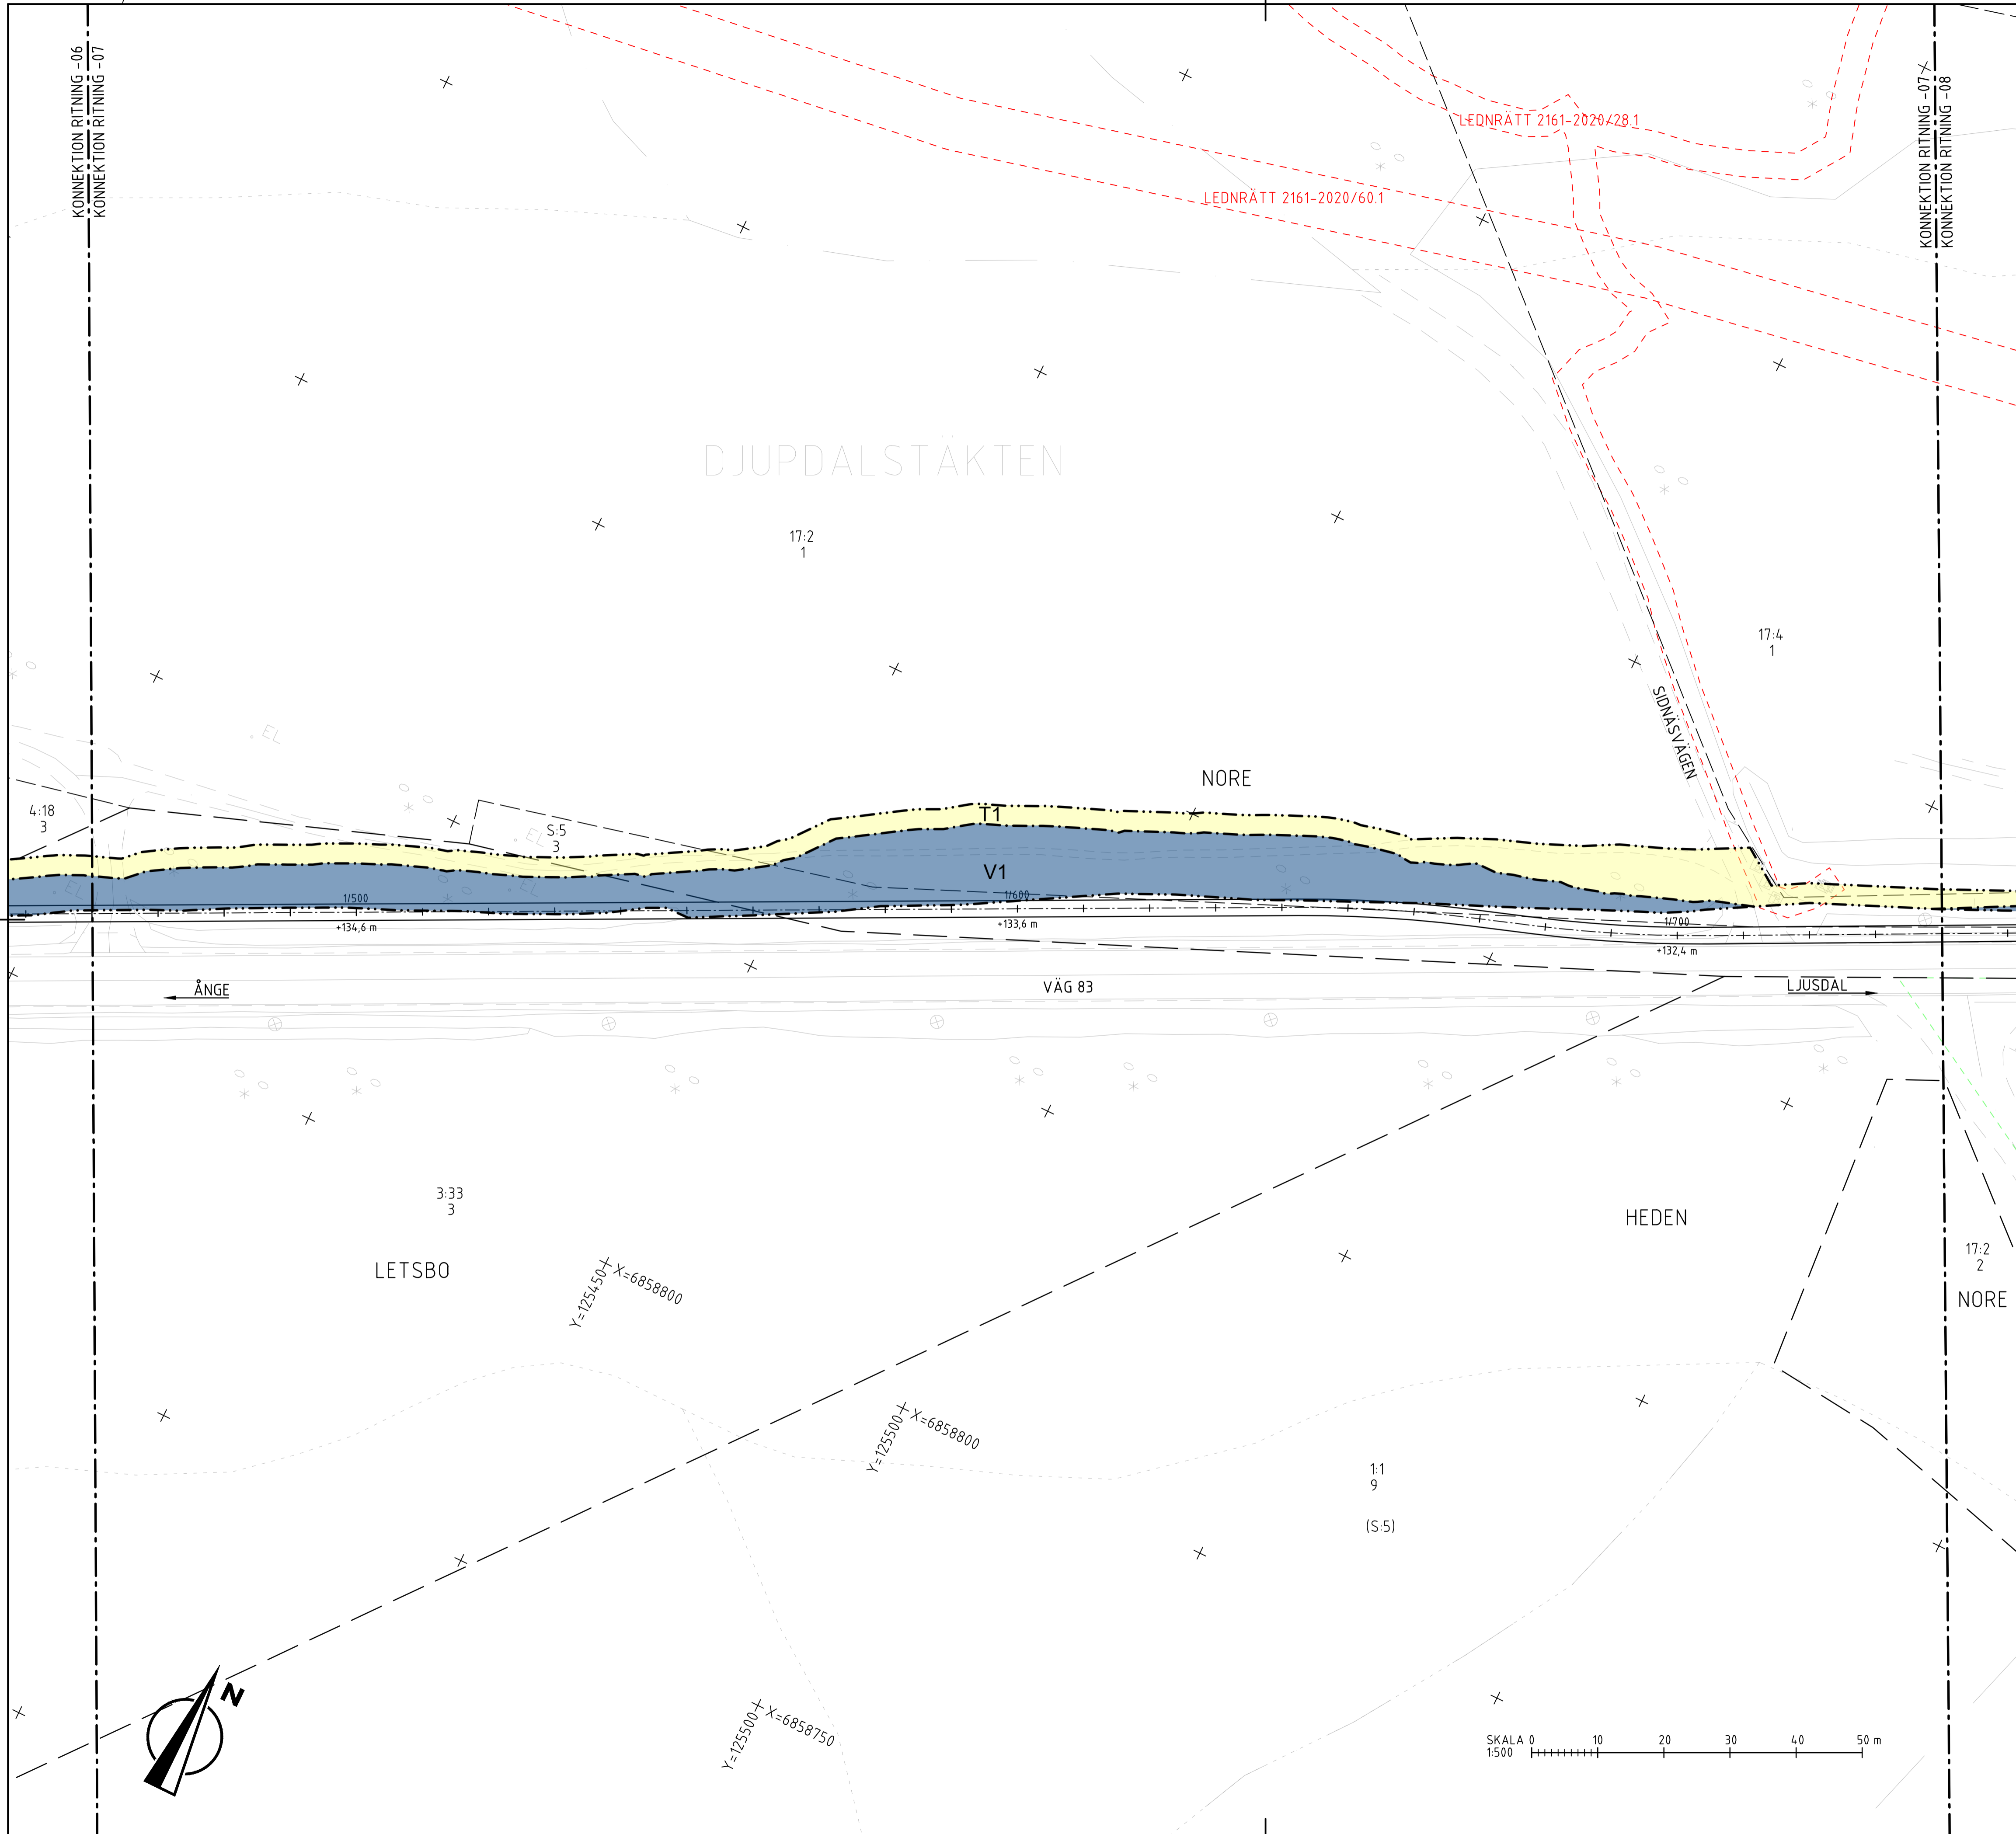 KONNEKTION RITNING -06
KONNEKTION RITNING -07
KONNEKTION RITNING -07
KONNEKTION RITNING -08
LEDNRÄTT 2161-2020/28.1
LEDNRÄTT 2161-2020/60.1
DJUPDALSTÄKTEN
17:2
1
17:4
1
SIDNÄSVÄGEN
EL
NORE
4:18
3
S:5
3
EL
T1
V1
EL
EL
1/500
1/600
1/700
+134,6 m
+133,6 m
+132,4 m
ÅNGE
VÄG 83
LJUSDAL
3:33
3
LETSBO
HEDEN
17:2
2
NORE
Y=125450
X=6858800
Y=125500
X=6858800
1:1
9
(S:5)
Y=125500
X=6858750
N
SKALA 0 10 20 30 40 50 m
1:500